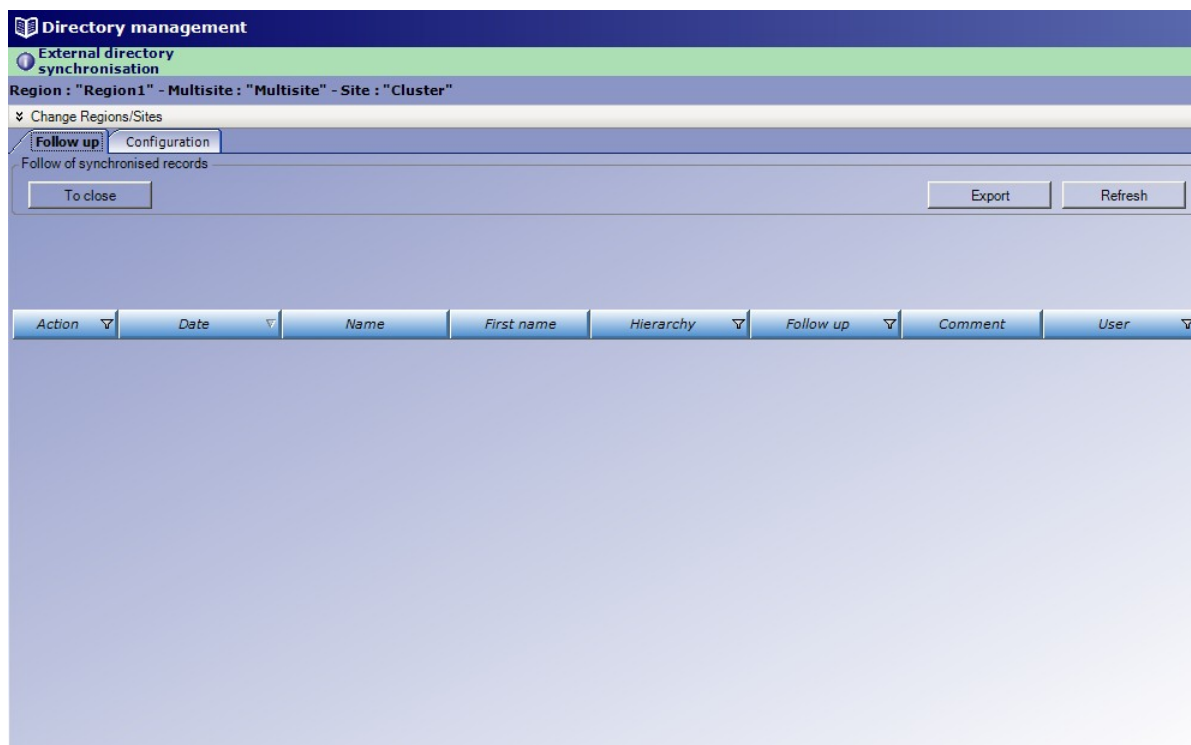 Directory management
External directory
synchronisation
Region : "Region1" - Multisite : "Multisite" - Site : "Cluster"
Change Regions/Sites
Follow up Configuration
Follow of synchronised records
To close Export Refresh
Action Date Name First name Hierarchy Follow up Comment User